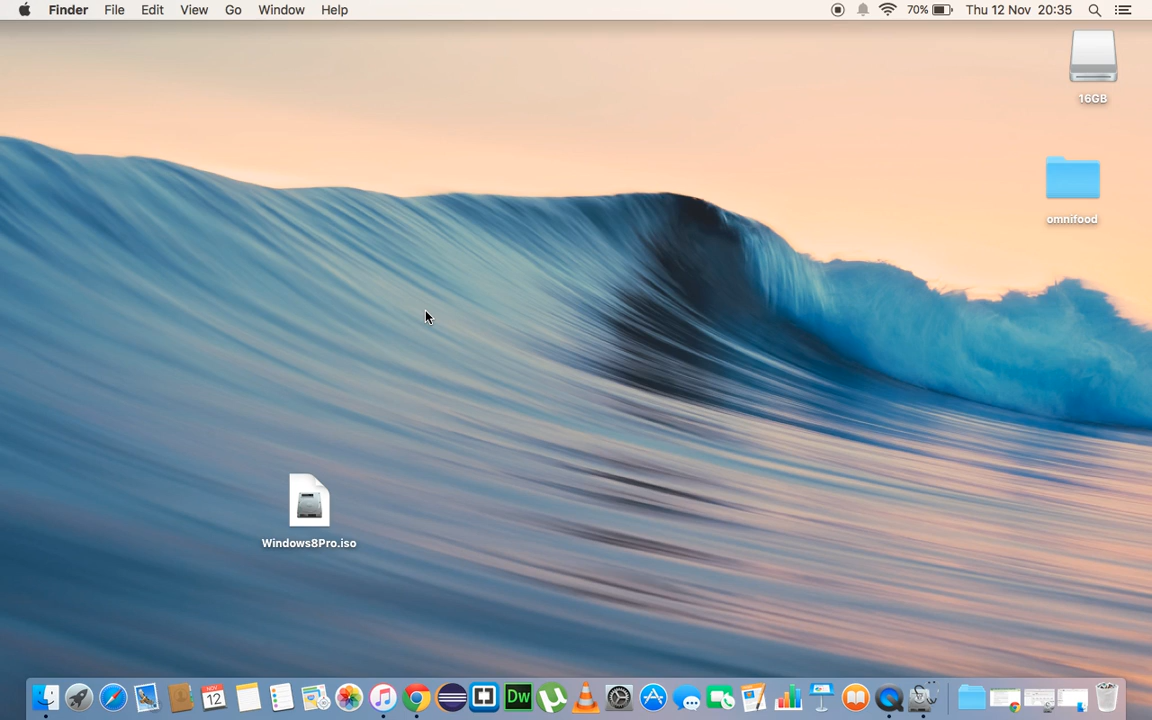 Finder File Edit View Go Window Help 70% Thu 12 Nov 20:35
16GB
omnifood
Windows8Pro.iso
NOV
12
Dw